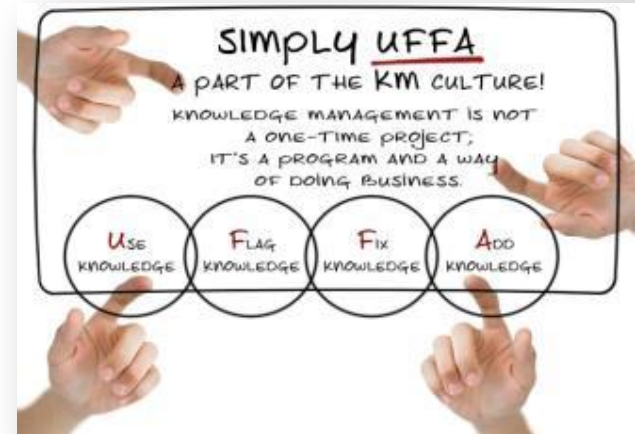 SIMPLY UFFA
A PART OF THE KM CULTURE!
KNOWLEDGE MANAGEMENT IS NOT
A ONE-TIME PROJECT;
IT'S A PROGRAM AND A WAY
OF DOING BUSINESS.
USE
KNOWLEDGE
FLAG
KNOWLEDGE
FIX
KNOWLEDGE
ADD
KNOWLEDGE